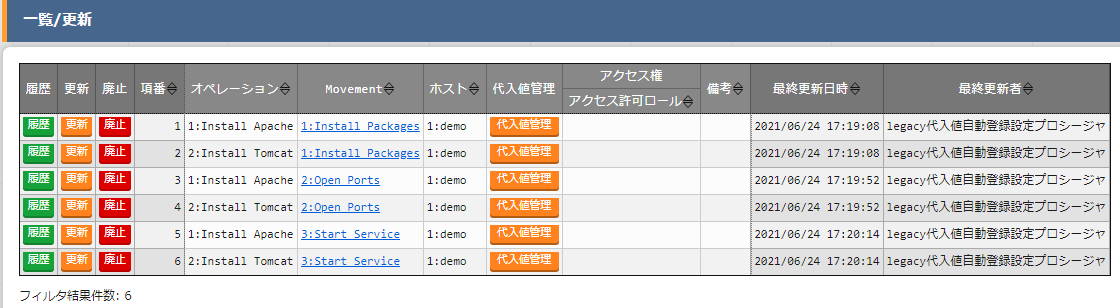 一覧/更新
履歴 更新 廃止 項番 オペレーション Movement ホスト 代入値管理 アクセス権 備考 最終更新日時 最終更新者
アクセス許可ロール
履歴 更新 廃止 1 1:Install Apache 1:Install Packages 1:demo 代入値管理 2021/06/24 17:19:08 legacy代入値自動登録設定プロシージャ
履歴 更新 廃止 2 2:Install Tomcat 1:Install Packages 1:demo 代入値管理 2021/06/24 17:19:08 legacy代入値自動登録設定プロシージャ
履歴 更新 廃止 3 1:Install Apache 2:Open Ports 1:demo 代入値管理 2021/06/24 17:19:52 legacy代入値自動登録設定プロシージャ
履歴 更新 廃止 4 2:Install Tomcat 2:Open Ports 1:demo 代入値管理 2021/06/24 17:19:52 legacy代入値自動登録設定プロシージャ
履歴 更新 廃止 5 1:Install Apache 3:Start Service 1:demo 代入値管理 2021/06/24 17:20:14 legacy代入値自動登録設定プロシージャ
履歴 更新 廃止 6 2:Install Tomcat 3:Start Service 1:demo 代入値管理 2021/06/24 17:20:14 legacy代入値自動登録設定プロシージャ
フィルタ結果件数: 6